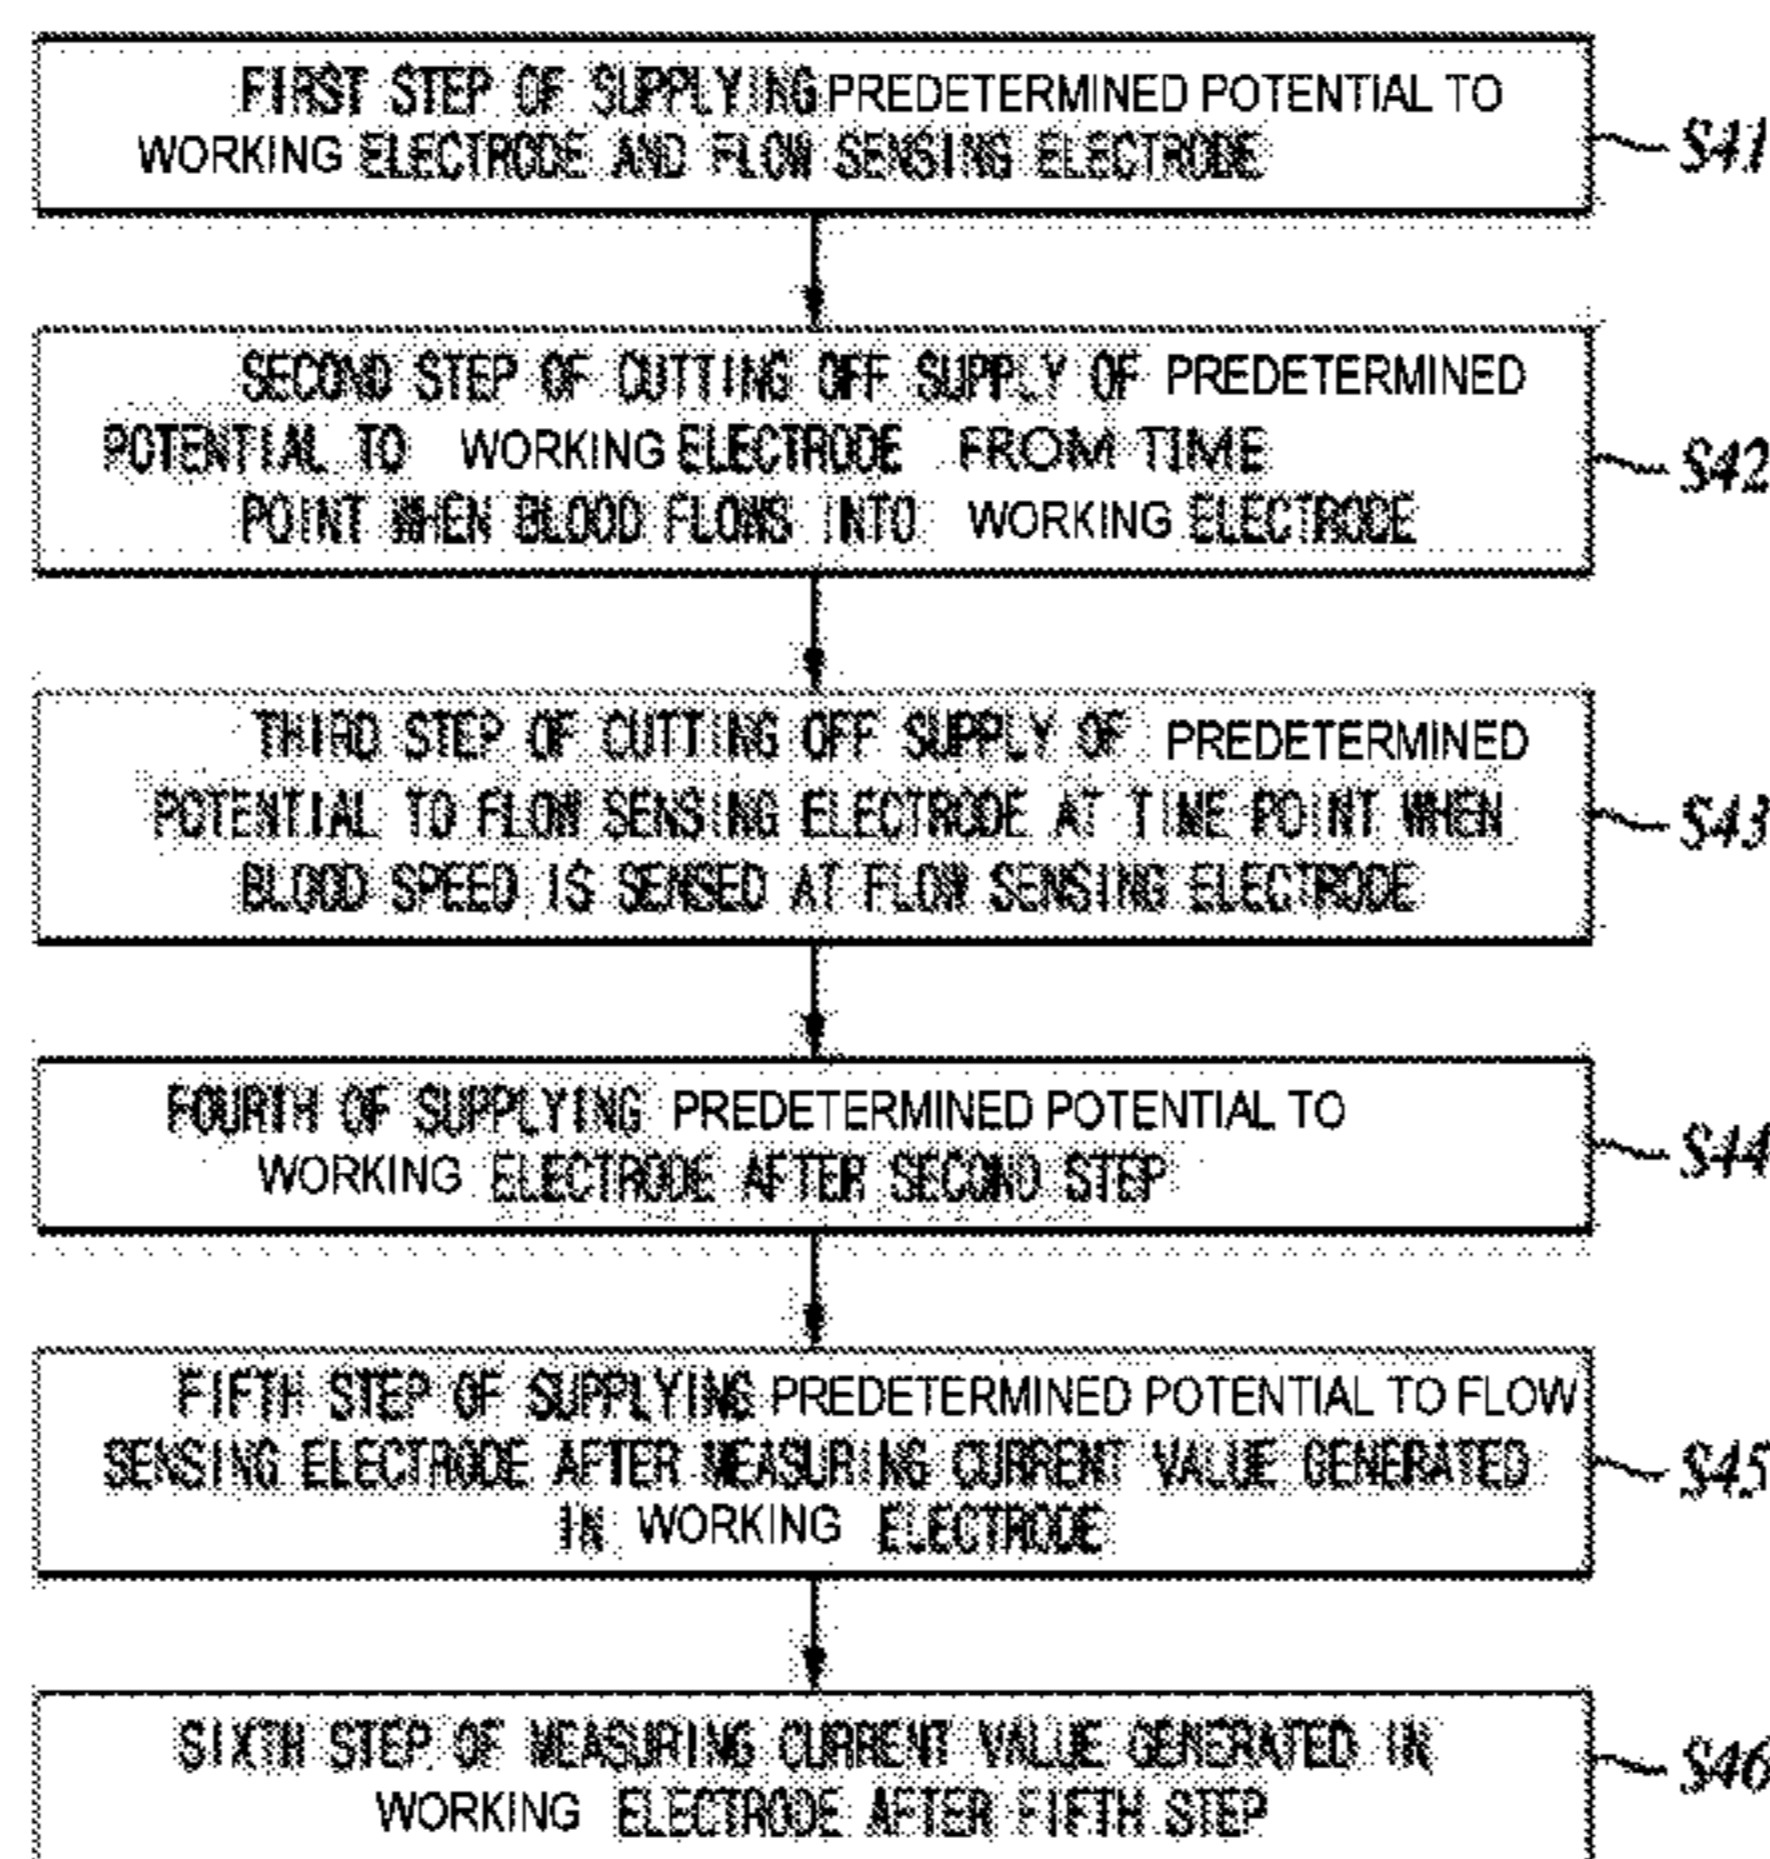 FIRST STEP OF SUPPLYING PREDETERMINED POTENTIAL TO
WORKING ELECTRODE AND FLOW SENSING ELECTRODE
S41
SECOND STEP OF CUTTING OFF SUPPLY OF PREDETERMINED
POTENTIAL TO WORKING ELECTRODE FROM TIME
POINT WHEN BLOOD FLOWS INTO WORKING ELECTRODE
S42
THIRD STEP OF CUTTING OFF SUPPLY OF PREDETERMINED
POTENTIAL TO FLOW SENSING ELECTRODE AT TIME POINT WHEN
BLOOD SPEED IS SENSED AT FLOW SENSING ELECTRODE
S43
FOURTH OF SUPPLYING PREDETERMINED POTENTIAL TO
WORKING ELECTRODE AFTER SECOND STEP
S44
FIFTH STEP OF SUPPLYING PREDETERMINED POTENTIAL TO FLOW
SENSING ELECTRODE AFTER MEASURING CURRENT VALUE GENERATED
IN WORKING ELECTRODE
S45
SIXTH STEP OF MEASURING CURRENT VALUE GENERATED IN
WORKING ELECTRODE AFTER FIFTH STEP
S46